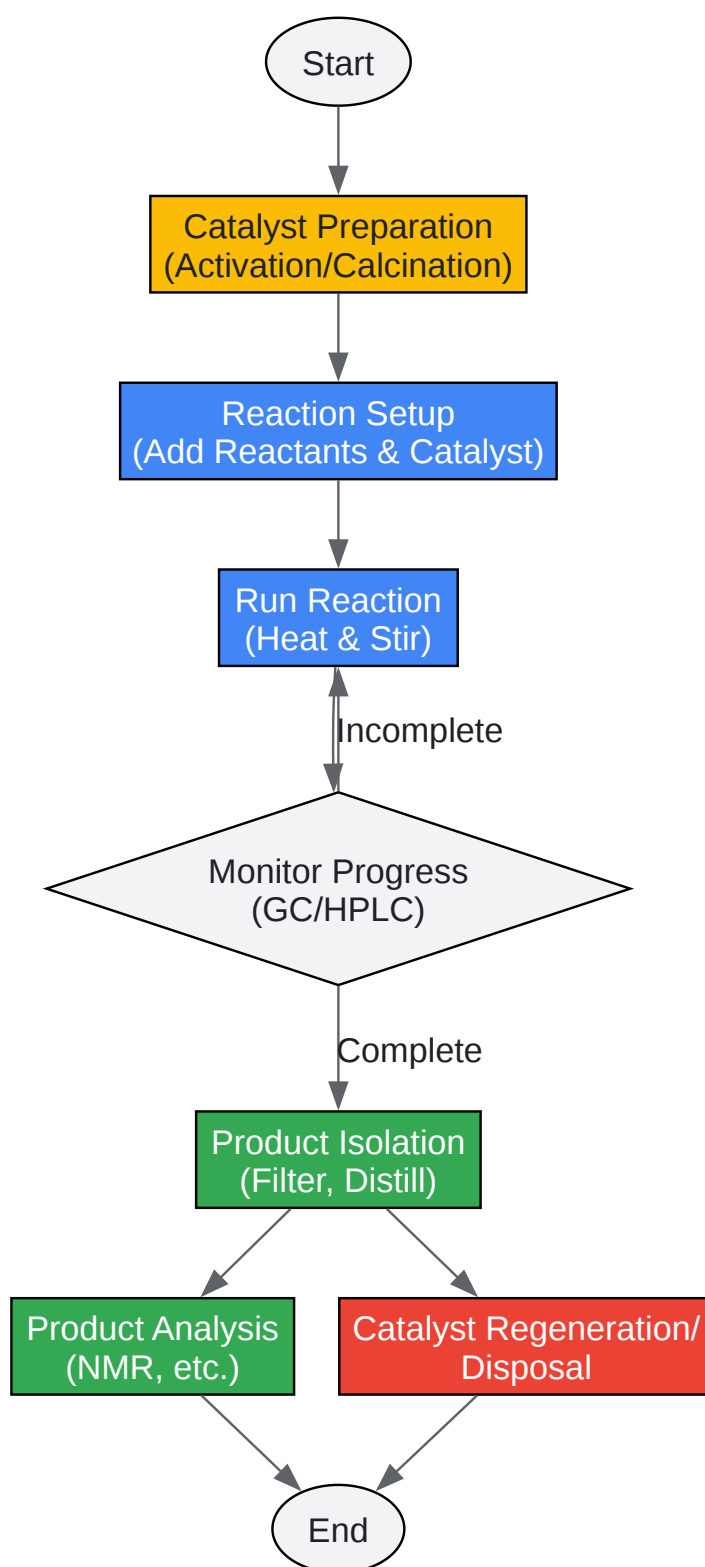 Start
Catalyst Preparation
(Activation/Calcination)
Reaction Setup
(Add Reactants & Catalyst)
Run Reaction
(Heat & Stir)
Incomplete
Monitor Progress
(GC/HPLC)
Complete
Product Isolation
(Filter, Distill)
Product Analysis
(NMR, etc.)
Catalyst Regeneration/
Disposal
End